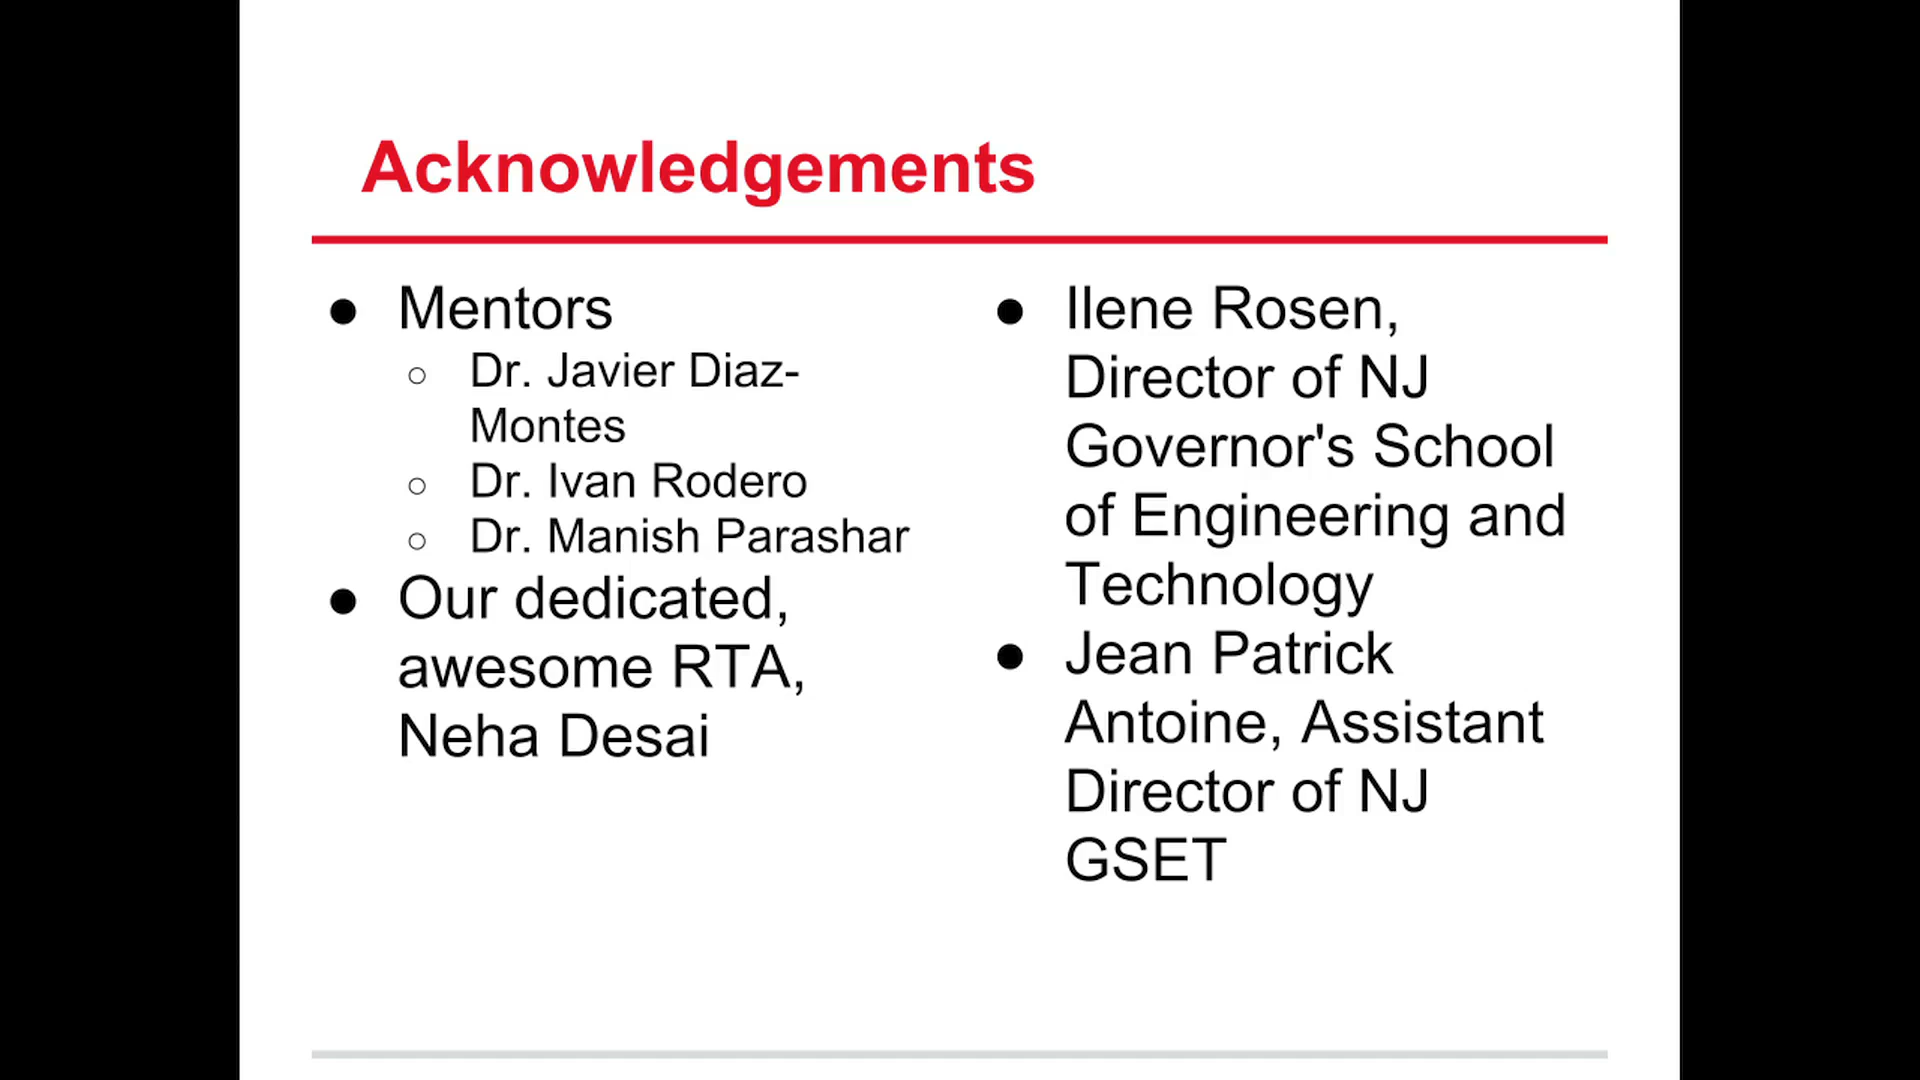 Acknowledgements
● Mentors
○ Dr. Javier Diaz-
Montes
○ Dr. Ivan Rodero
○ Dr. Manish Parashar
● Our dedicated,
awesome RTA,
Neha Desai
● Ilene Rosen,
Director of NJ
Governor's School
of Engineering and
Technology
● Jean Patrick
Antoine, Assistant
Director of NJ
GSET